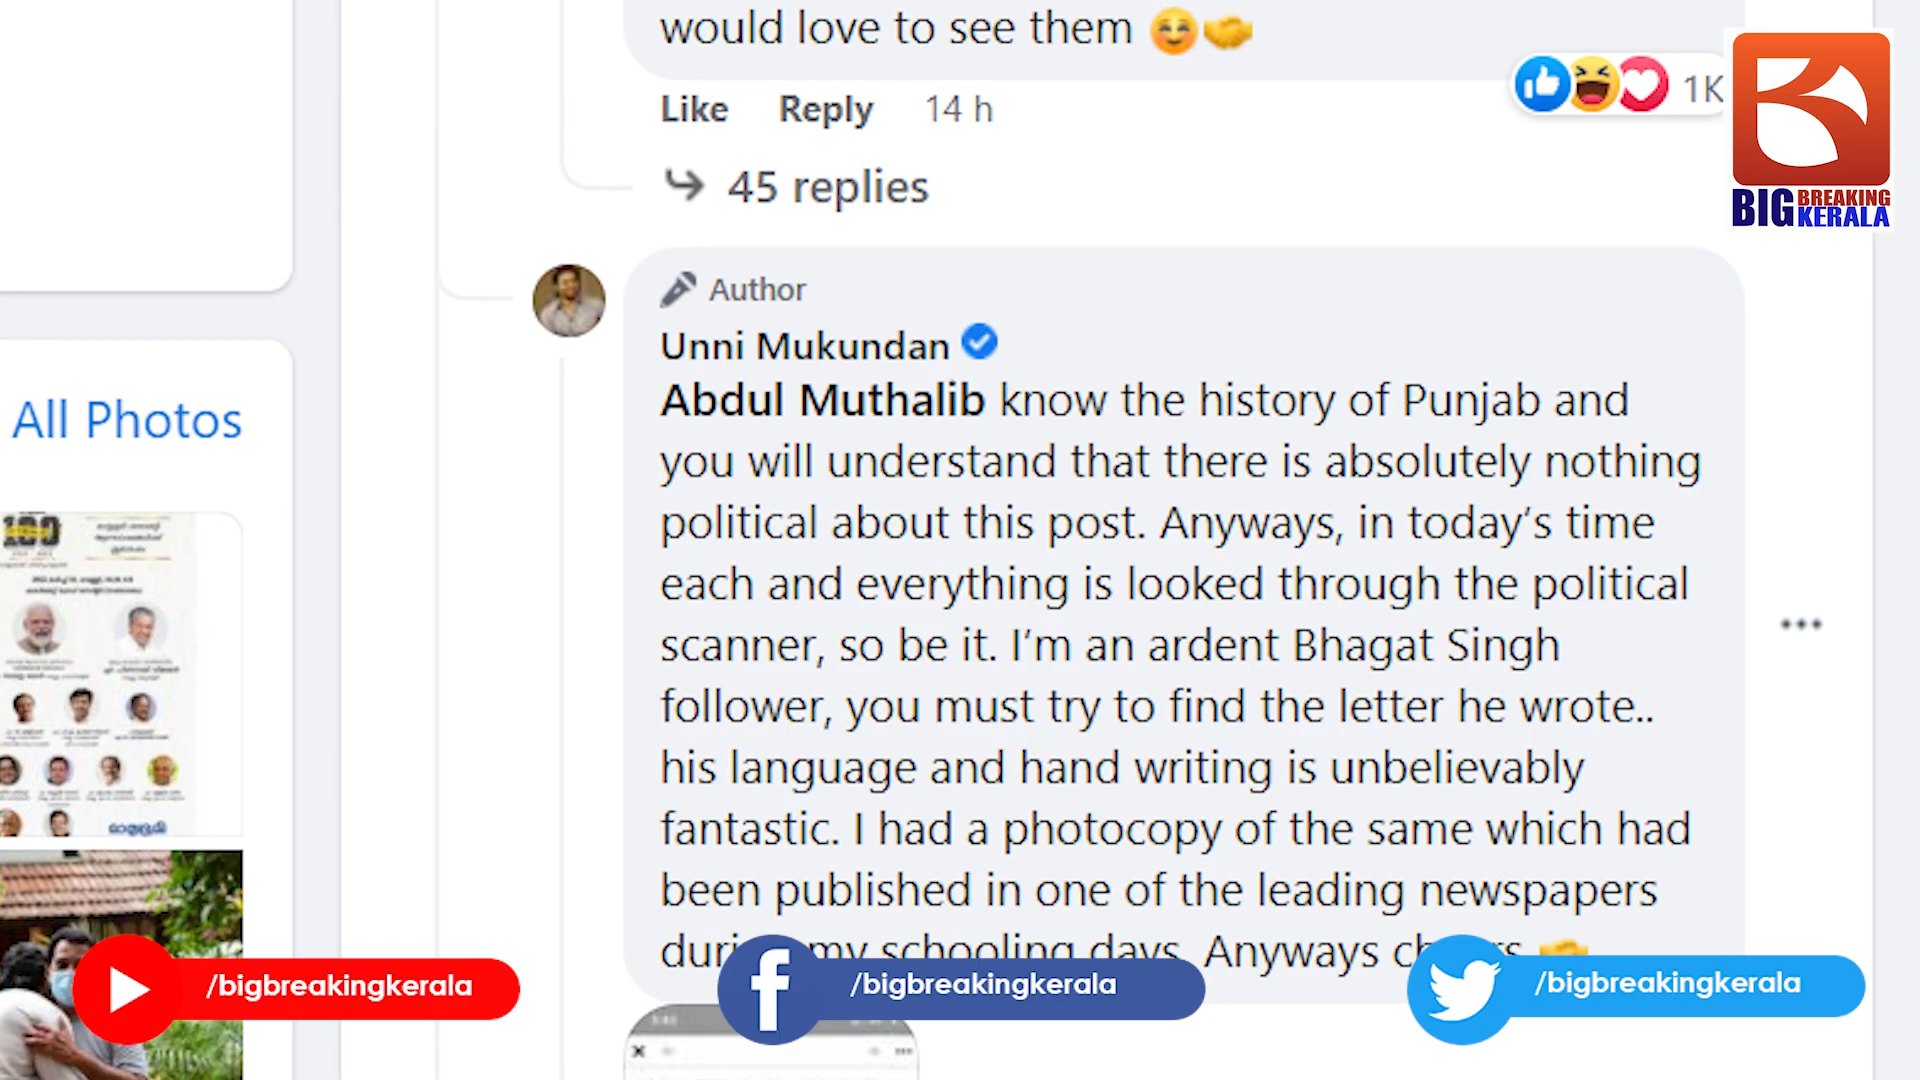 would love to see them
Like Reply 14 h
1K
45 replies
BIG BREAKING KERALA
Author
Unni Mukundan
Abdul Muthalib know the history of Punjab and
you will understand that there is absolutely nothing
political about this post. Anyways, in today's time
each and everything is looked through the political
scanner, so be it. I'm an ardent Bhagat Singh
follower, you must try to find the letter he wrote..
his language and hand writing is unbelievably
fantastic. I had a photocopy of the same which had
been published in one of the leading newspapers
my schooling days. Anyways
All Photos
100
/bigbreakingkerala
/bigbreakingkerala
/bigbreakingkerala